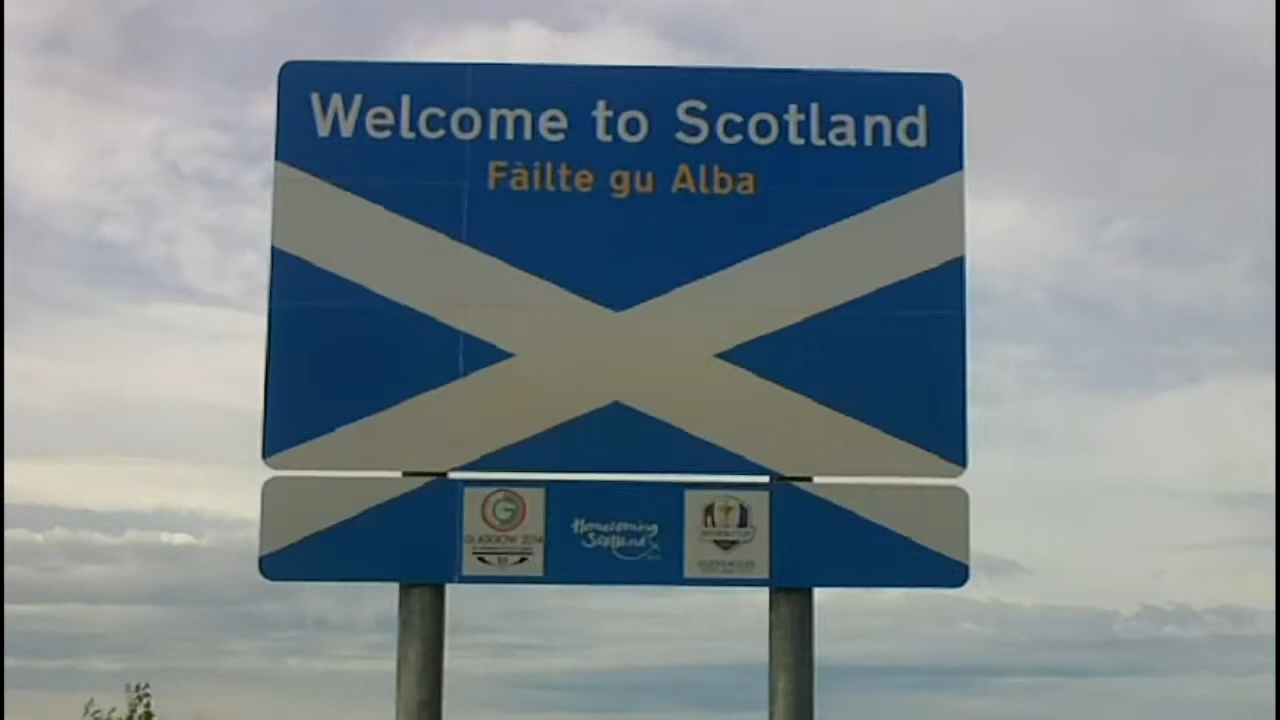 Welcome to Scotland
Fàilte gu Alba
G
GLASGOW 2014
Homecoming
Scotland